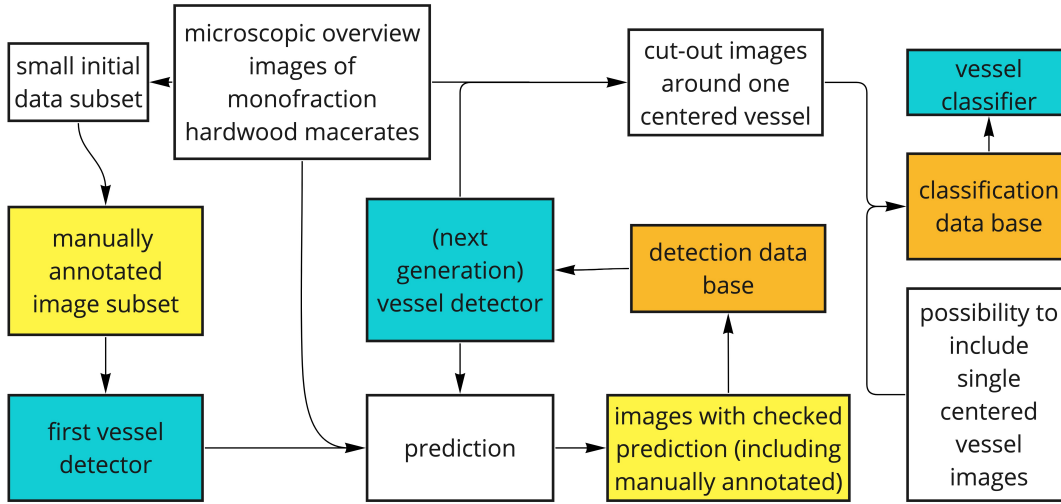 small initial
data subset
microscopic overview
images of
monofraction
hardwood macerates
cut-out images
around one
centered vessel
vessel
classifier
classification
data base
manually
annotated
image subset
(next
generation)
vessel detector
detection data
base
possibility to
include
single
centered
vessel
images
first vessel
detector
prediction
images with checked
prediction (including
manually annotated)